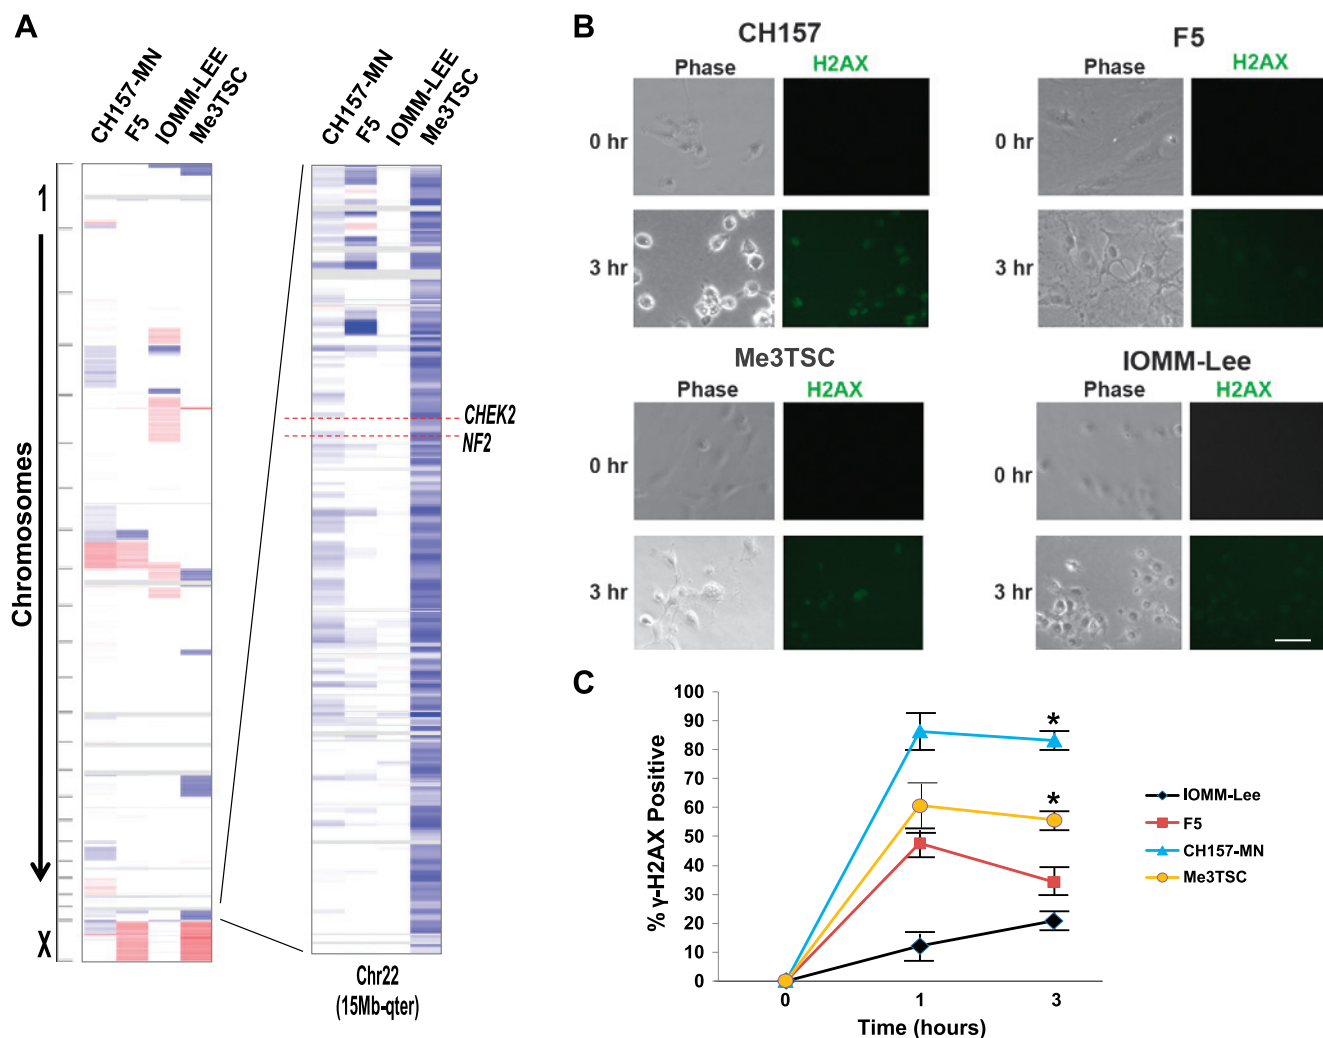 A
CH157-MN
F5
IOMM-LEE
Me3TSC
CH157-MN
F5
IOMM-LEE
Me3TSC
1
Chromosomes
X
CHEK2
NF2
Chr22
(15Mb-qter)
B
CH157
Phase
H2AX
0 hr
3 hr
F5
Phase
H2AX
0 hr
3 hr
Me3TSC
Phase
H2AX
0 hr
3 hr
IOMM-Lee
Phase
H2AX
0 hr
3 hr
C
% γ-H2AX Positive
100
90
80
70
60
50
40
30
20
10
0
*
*
0
1
3
Time (hours)
IOMM-Lee
F5
CH157-MN
Me3TSC